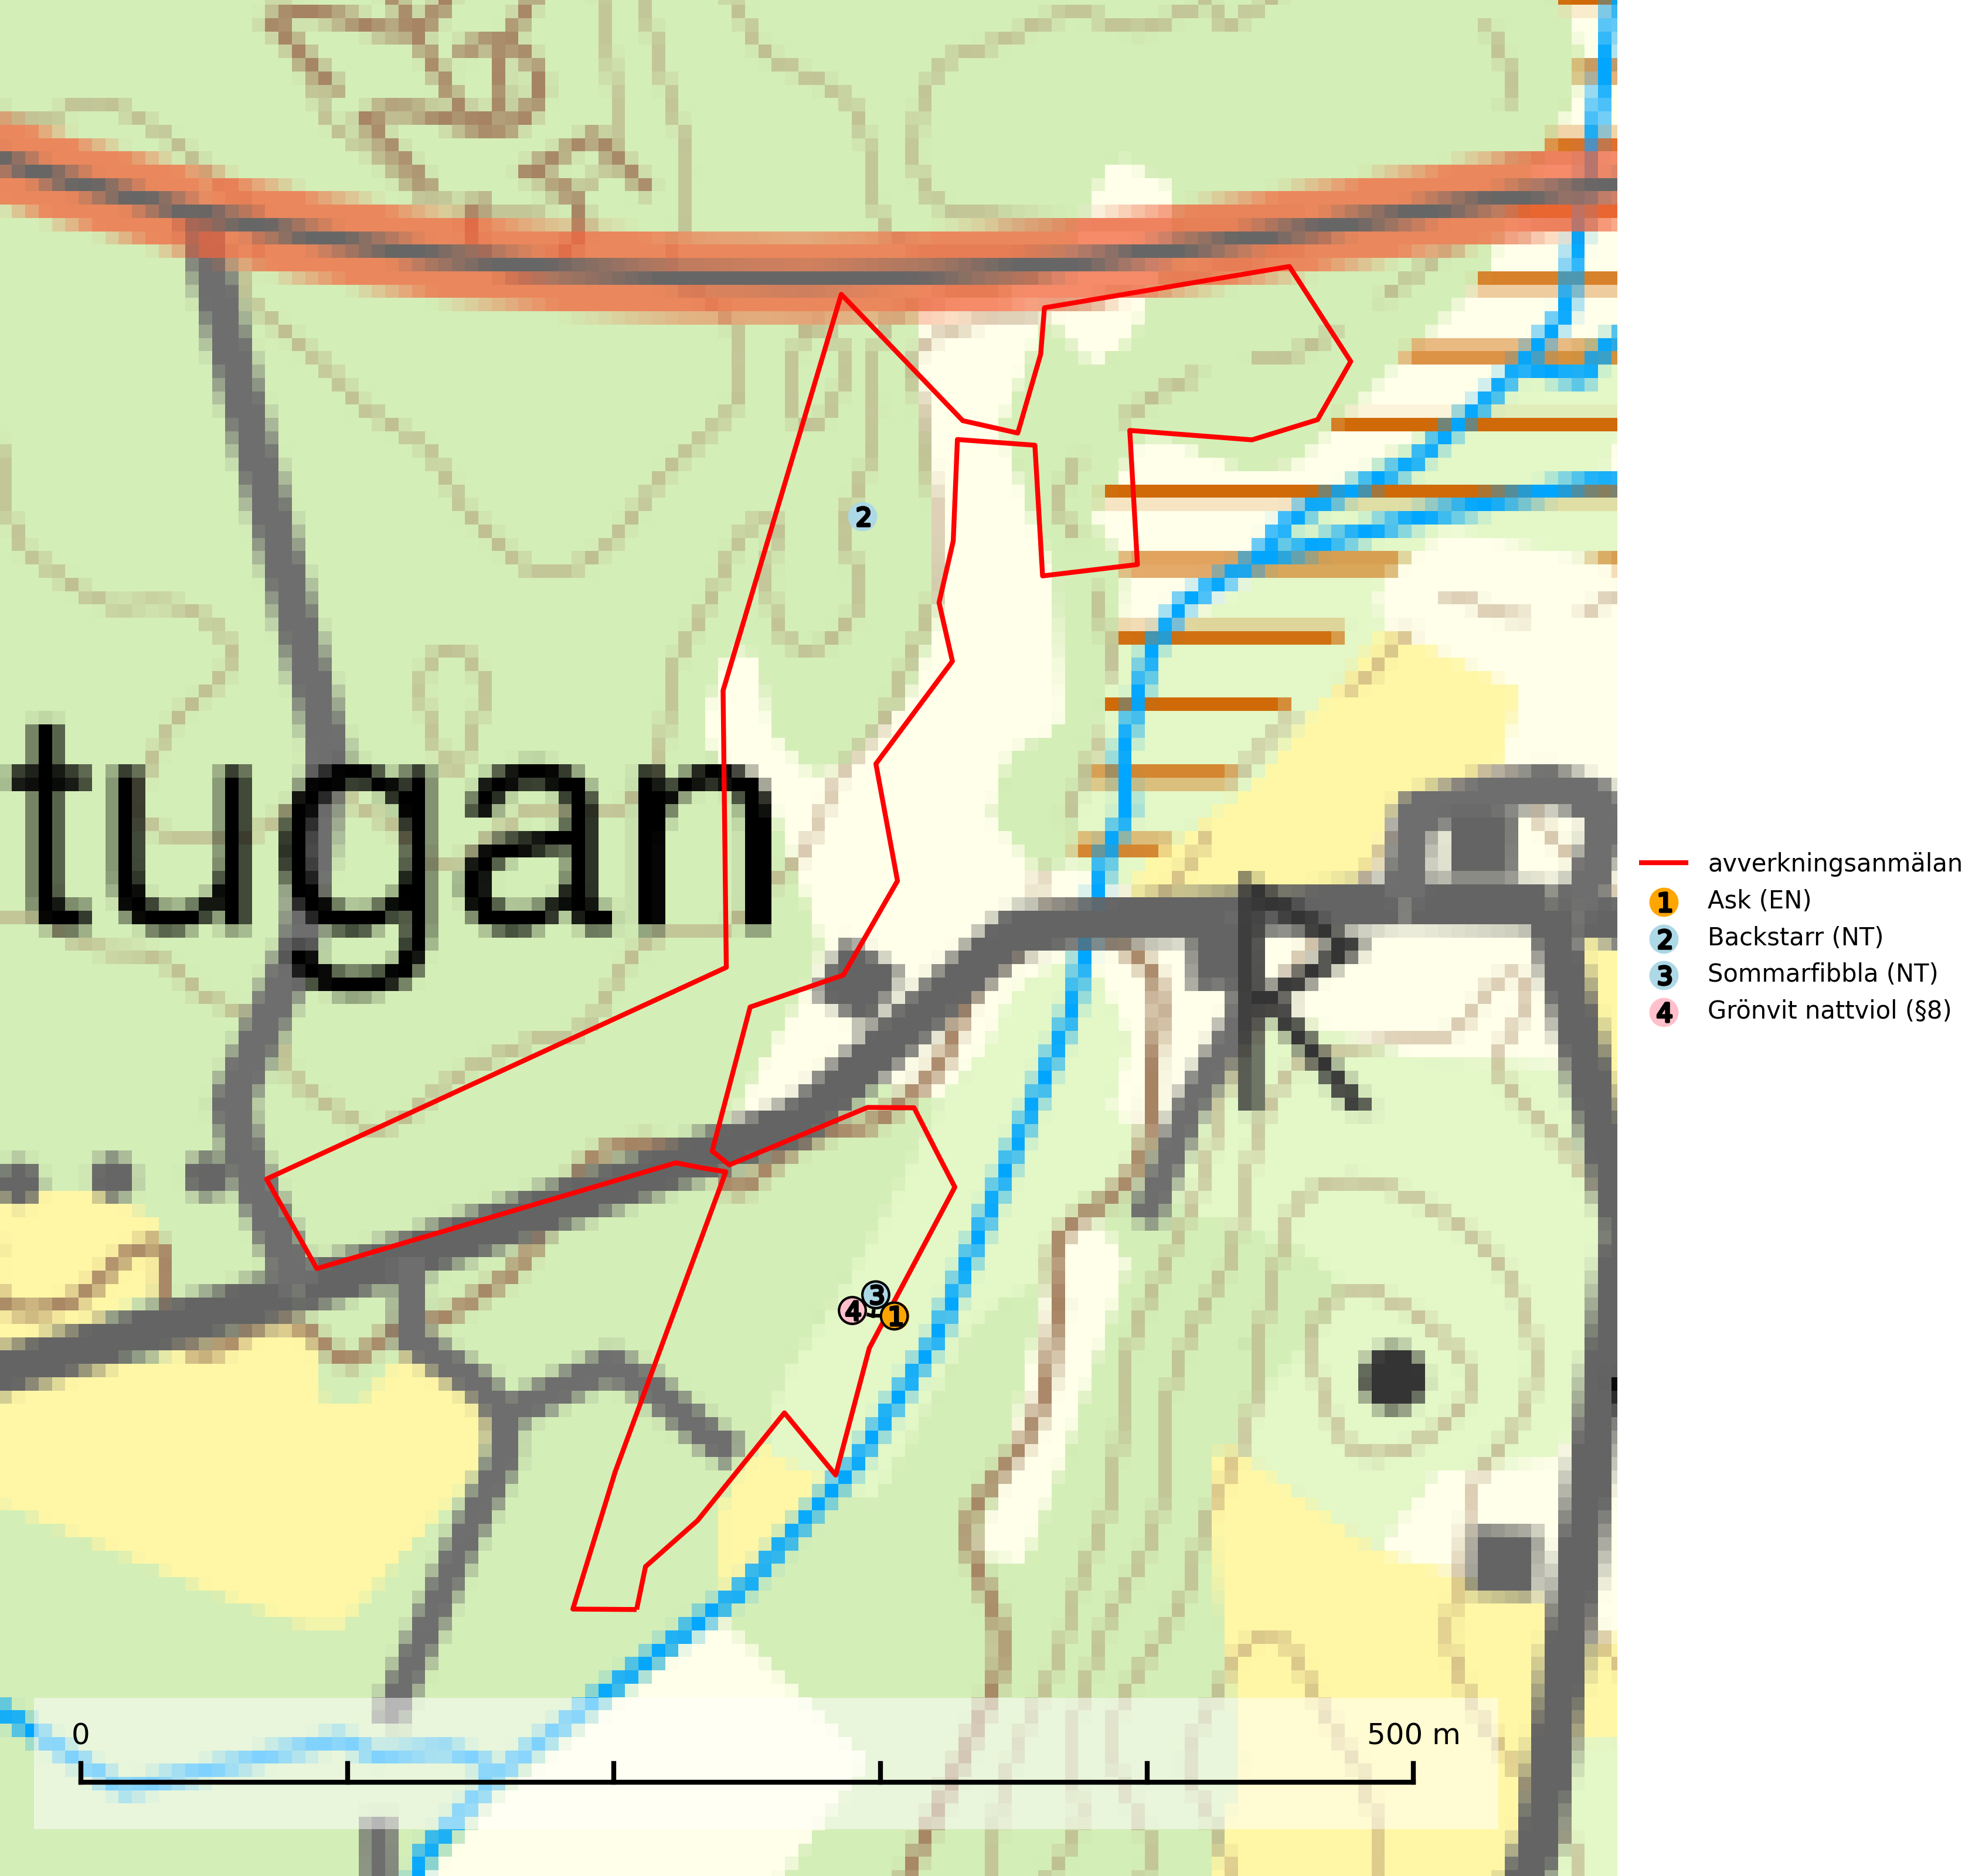 2
tugan
R
3
4
1
0
500 m
avverkningsanmälan
1 Ask (EN)
2 Backstarr (NT)
3 Sommarfibbla (NT)
4 Grönvit nattviol (§8)